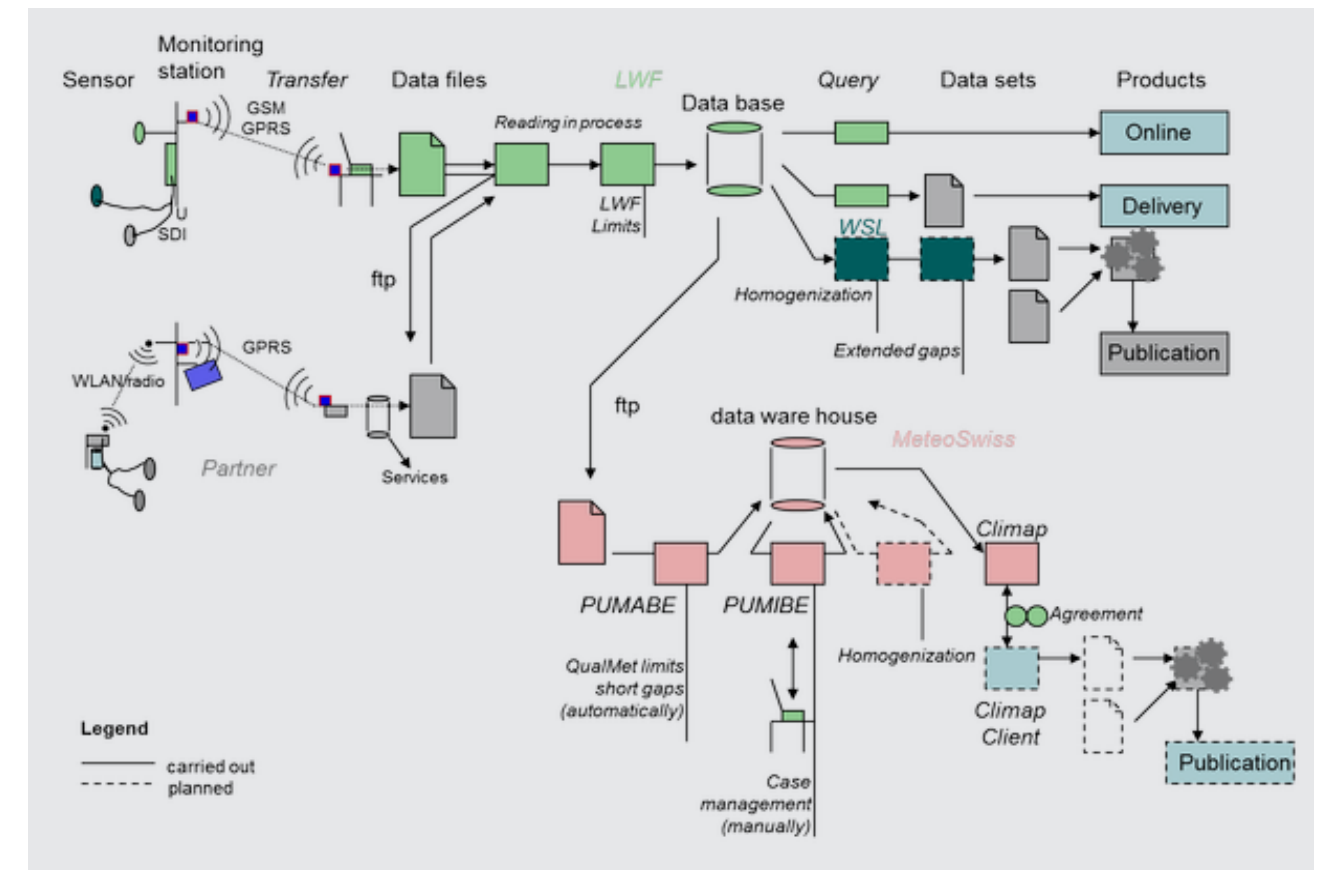 Monitoring
station
Sensor
Transfer
Data files
LWF
Query
Data sets
Products
GSM
GPRS
Reading in process
Data base
Online
LWF
Limits
Delivery
U
SDI
WSL
ftp
Homogenization
GPRS
Extended gaps
Publication
WLAN/radio
ftp
data ware house
MeteoSwiss
Partner
Services
Climap
PUMABE
PUMIBE
Agreement
QualMet limits
short gaps
(automatically)
Homogenization
Climap
Client
Legend
carried out
planned
Publication
Case
management
(manually)